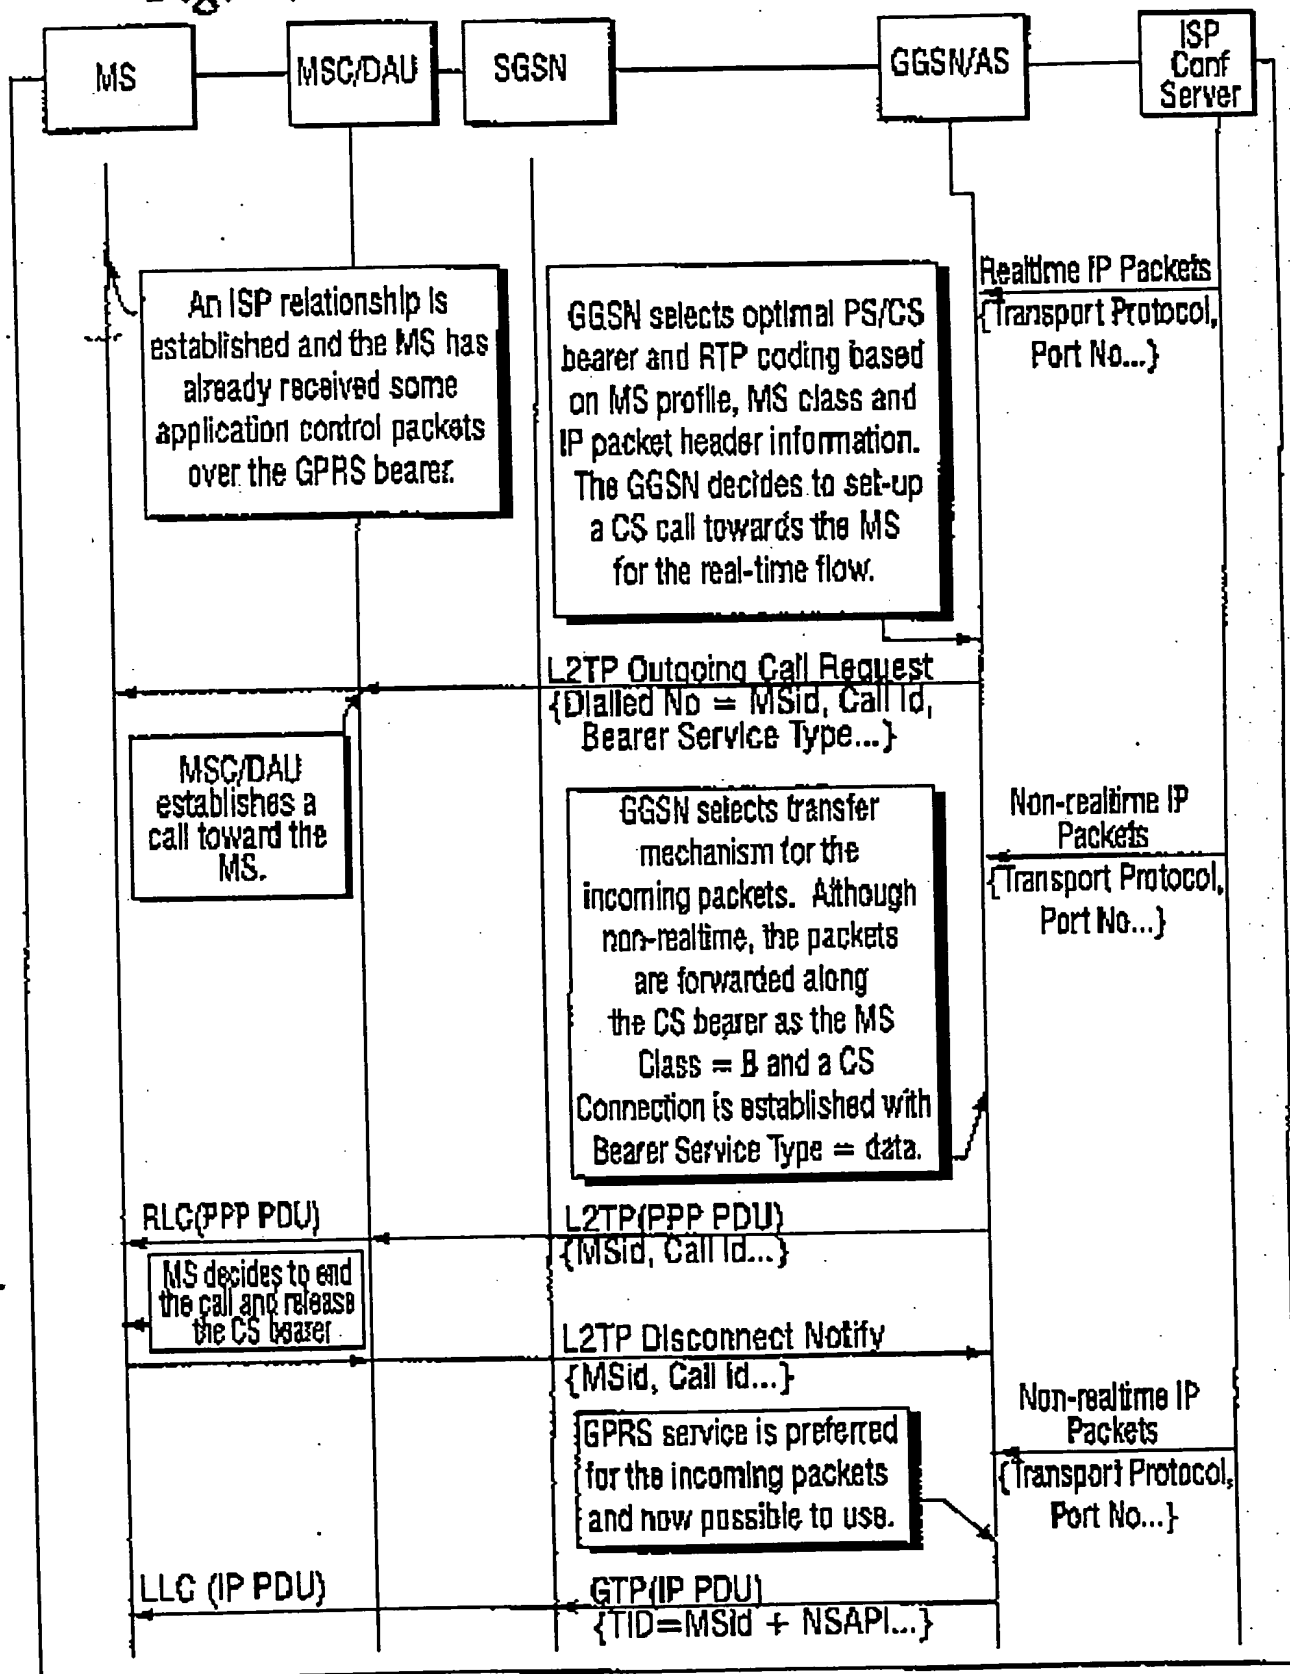 MS
MSC/DAU
SGSN
GGSN/AS
ISP
Conf
Server
Realtime IP Packets
{Transport Protocol,
Port No...}
An ISP relationship is
established and the MS has
already received some
application control packets
over the GPRS bearer.
GGSN selects optimal PS/CS
bearer and RTP coding based
on MS profile, MS class and
IP packet header information.
The GGSN decides to set-up
a CS call towards the MS
for the real-time flow.
L2TP Outgoing Call Request
{Dialled No = MSid, Call Id,
Bearer Service Type...}
MSC/DAU
establishes a
call toward the
MS.
GGSN selects transfer
mechanism for the
incoming packets. Although
non-realtime, the packets
are forwarded along
the CS bearer as the MS
Class = B and a CS
Connection is established with
Bearer Service Type = data.
Non-realtime IP
Packets
{Transport Protocol,
Port No...}
RLC(PPP PDU)
L2TP(PPP PDU)
{MSid, Call Id...}
MS decides to end
the call and release
the CS bearer
L2TP Disconnect Notify
{MSid, Call Id...}
Non-realtime IP
Packets
{Transport Protocol,
Port No...}
GPRS service is preferred
for the incoming packets
and now possible to use.
LLC (IP PDU)
GTP(IP PDU)
{TID=MSid + NSAPI...}